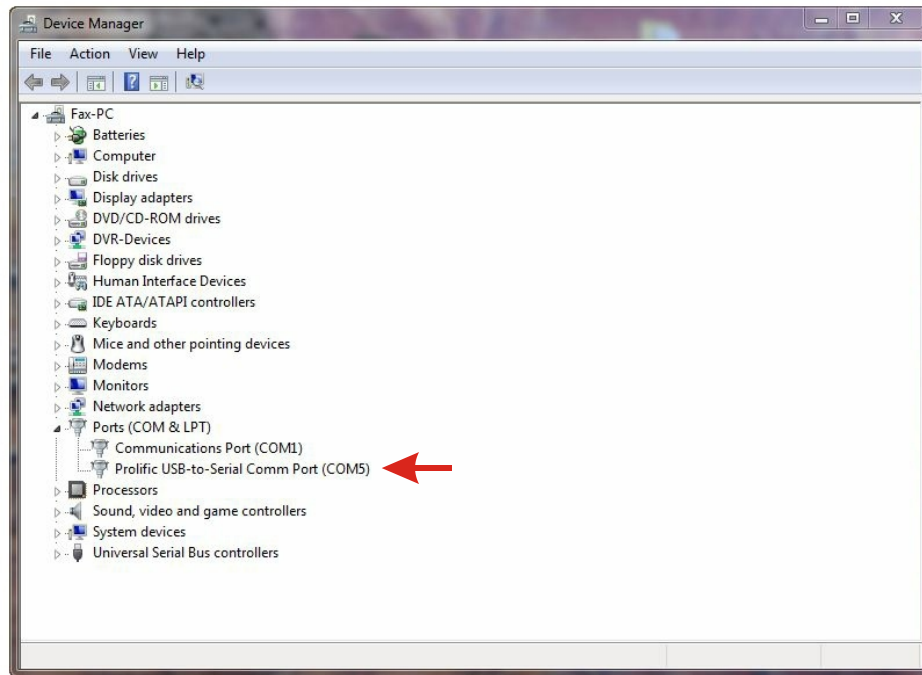 Device Manager
File Action View Help
Fax-PC
Batteries
Computer
Disk drives
Display adapters
DVD/CD-ROM drives
DVR-Devices
Floppy disk drives
Human Interface Devices
IDE ATA/ATAPI controllers
Keyboards
Mice and other pointing devices
Modems
Monitors
Network adapters
Ports (COM & LPT)
Communications Port (COM1)
Prolific USB-to-Serial Comm Port (COM5)
Processors
Sound, video and game controllers
System devices
Universal Serial Bus controllers